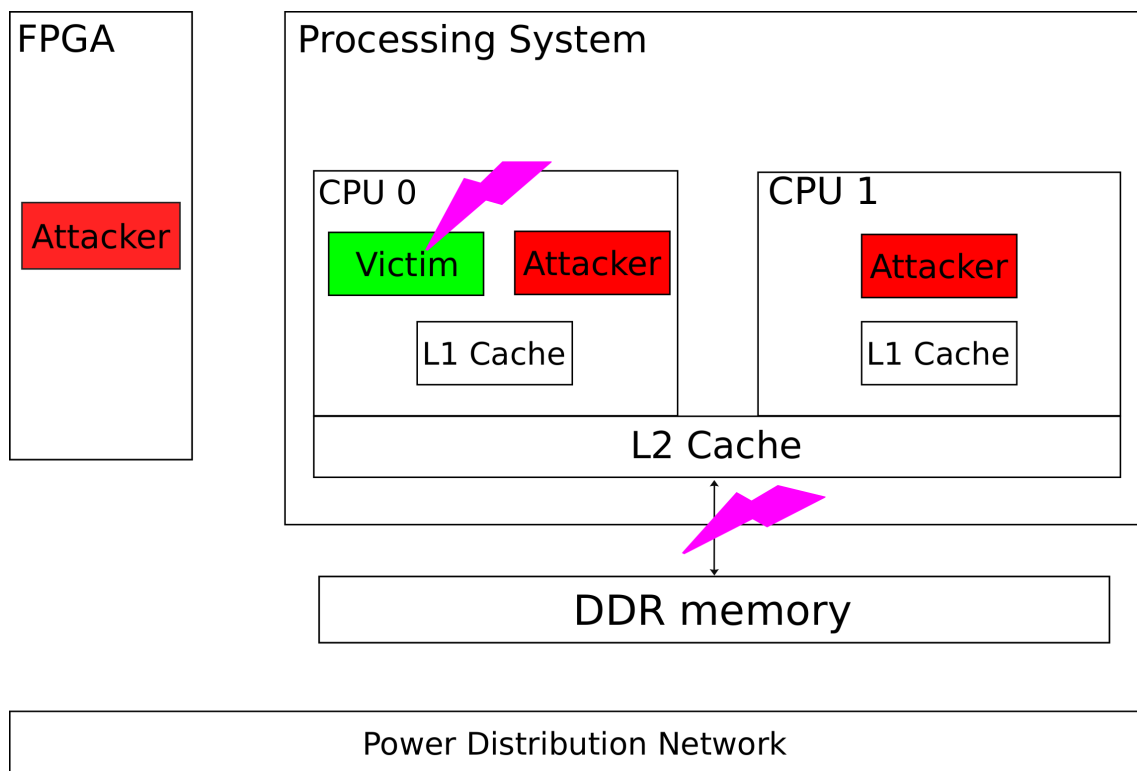 FPGA
Attacker
Processing System
CPU 0
Victim
Attacker
L1 Cache
CPU 1
Attacker
L1 Cache
L2 Cache
DDR memory
Power Distribution Network